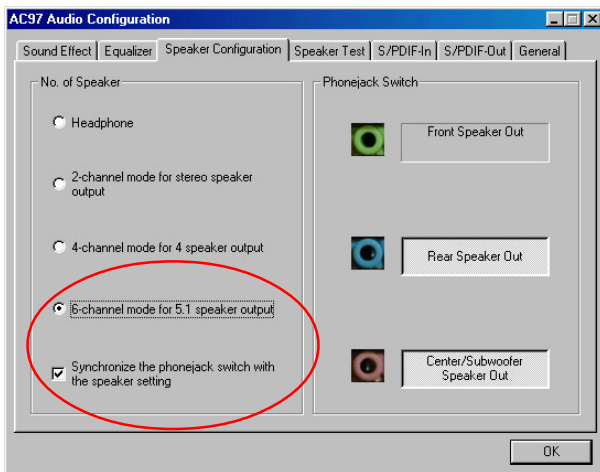 AC97 Audio Configuration
Sound Effect
Equalizer
Speaker Configuration
Speaker Test
S/PDIF-In
S/PDIF-Out
General
No. of Speaker
Headphone
2-channel mode for stereo speaker
output
4-channel mode for 4 speaker output
6-channel mode for 5.1 speaker output
Synchronize the phonejack switch with
the speaker setting
Phonejack Switch
Front Speaker Out
Rear Speaker Out
Center/Subwoofer
Speaker Out
OK